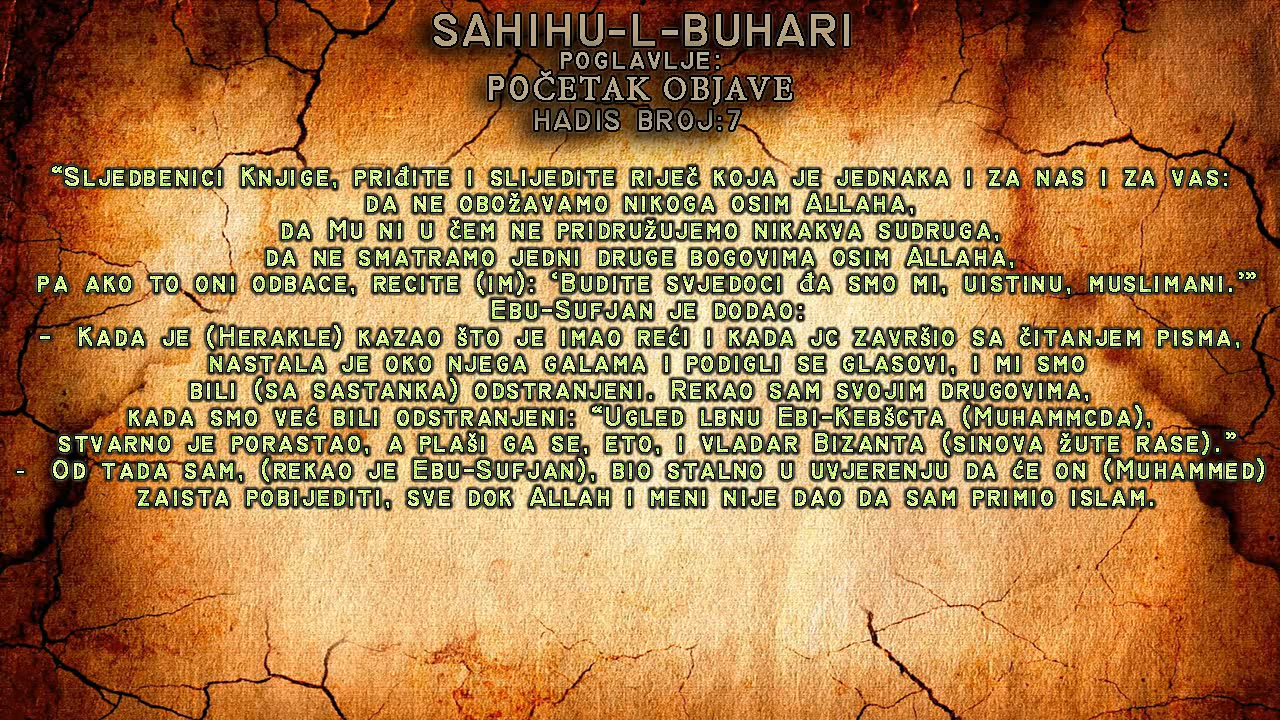 SAHIHU-L-BUHARI
POGLAVLJE:
POČETAK OBJAVE
HADIS BROJ:7
“Sljedbenici Knjige, priđite i slijedite riječ koja je jednaka i za nas i za vas:
da ne obožavamo nikoga osim Allaha,
da Mu ni u čem ne pridružujemo nikakva sudruga,
da ne smatramo jedni druge bogovima osim Allaha,
pa ako to oni odbace, recite (im): ‘Budite svjedoci đa smo mi, uistinu, muslimani.’”
Ebu-Sufjan je dodao:
- Kada je (Herakle) kazao što je imao reći i kada jc završio sa čitanjem pisma,
nastala je oko njega galama i podigli se glasovi, i mi smo
bili (sa sastanka) odstranjeni. Rekao sam svojim drugovima,
kada smo već bili odstranjeni: “Ugled lbnu Ebi-Kebšcta (Muhammcda),
stvarno je porastao, a plaši ga se, eto, i vladar Bizanta (sinova žute rase).”
- Od tada sam, (rekao je Ebu-Sufjan), bio stalno u uvjerenju da će on (Muhammed)
zaista pobijediti, sve dok Allah i meni nije dao da sam primio islam.